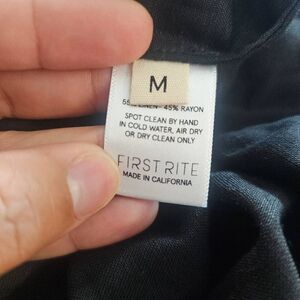 M
55% LINEN - 45% RAYON
SPOT CLEAN BY HAND
IN COLD WATER, AIR DRY
OR DRY CLEAN ONLY
FIRST RITE
MADE IN CALIFORNIA